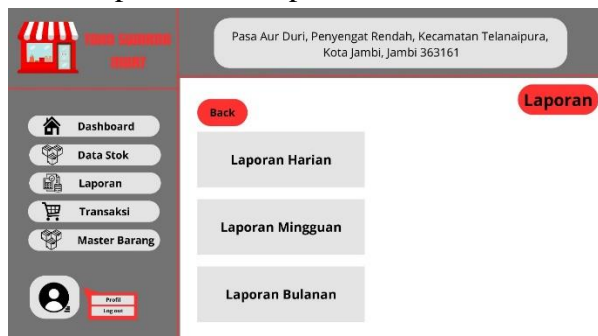 Pasa Aur Duri, Penyengat Rendah, Kecamatan Telanaipura,
Kota Jambi, Jambi 363161
Laporan
Back
Dashboard
Data Stok
Laporan
Transaksi
Master Barang
Profil
Log out
Laporan Harian
Laporan Mingguan
Laporan Bulanan